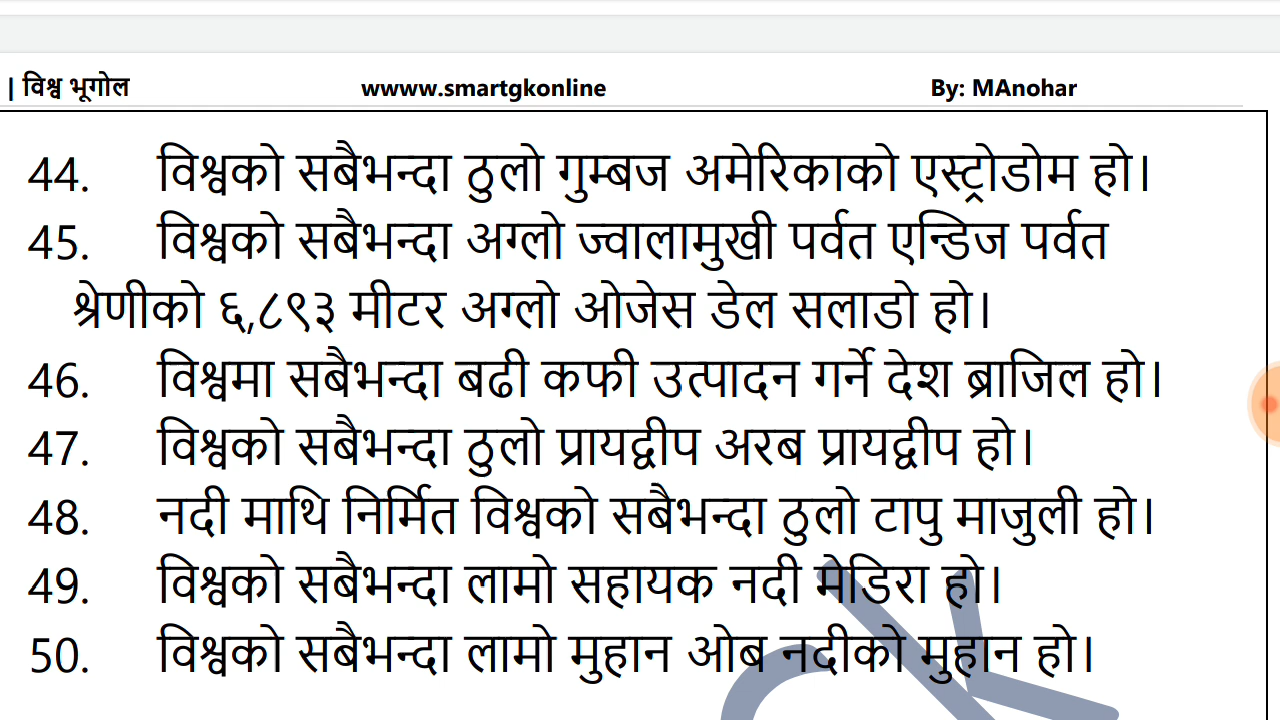 | विश्व भूगोल wwww.smartgkonline By: MAnohar
44. विश्वको सबैभन्दा ठुलो गुम्बज अमेरिकाको एस्ट्रोडोम हो।
45. विश्वको सबैभन्दा अग्लो ज्वालामुखी पर्वत एन्डिज पर्वत
श्रेणीको ६,८९३ मीटर अग्लो ओजेस डेल सलाडो हो।
46. विश्वमा सबैभन्दा बढी कफी उत्पादन गर्ने देश ब्राजिल हो।
47. विश्वको सबैभन्दा ठुलो प्रायद्वीप अरब प्रायद्वीप हो।
48. नदी माथि निर्मित विश्वको सबैभन्दा ठुलो टापु माजुली हो।
49. विश्वको सबैभन्दा लामो सहायक नदी मेडिरा हो।
50. विश्वको सबैभन्दा लामो मुहान ओब नदीको मुहान हो।